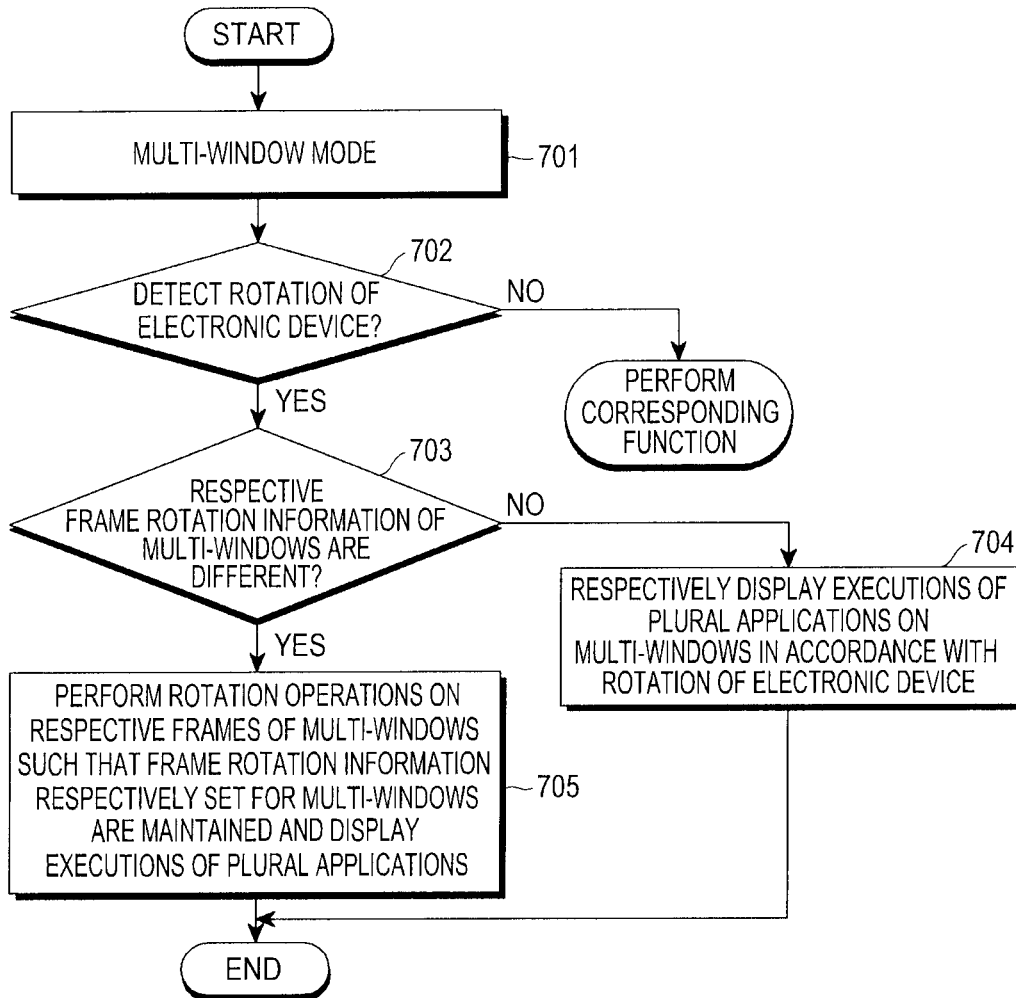 START
MULTI-WINDOW MODE
701
702
DETECT ROTATION OF
ELECTRONIC DEVICE?
NO
PERFORM
CORRESPONDING
FUNCTION
YES
703
RESPECTIVE
FRAME ROTATION INFORMATION OF
MULTI-WINDOWS ARE
DIFFERENT?
NO
704
RESPECTIVELY DISPLAY EXECUTIONS OF
PLURAL APPLICATIONS ON
MULTI-WINDOWS IN ACCORDANCE WITH
ROTATION OF ELECTRONIC DEVICE
YES
PERFORM ROTATION OPERATIONS ON
RESPECTIVE FRAMES OF MULTI-WINDOWS
SUCH THAT FRAME ROTATION INFORMATION
RESPECTIVELY SET FOR MULTI-WINDOWS
ARE MAINTAINED AND DISPLAY
EXECUTIONS OF PLURAL APPLICATIONS
705
END